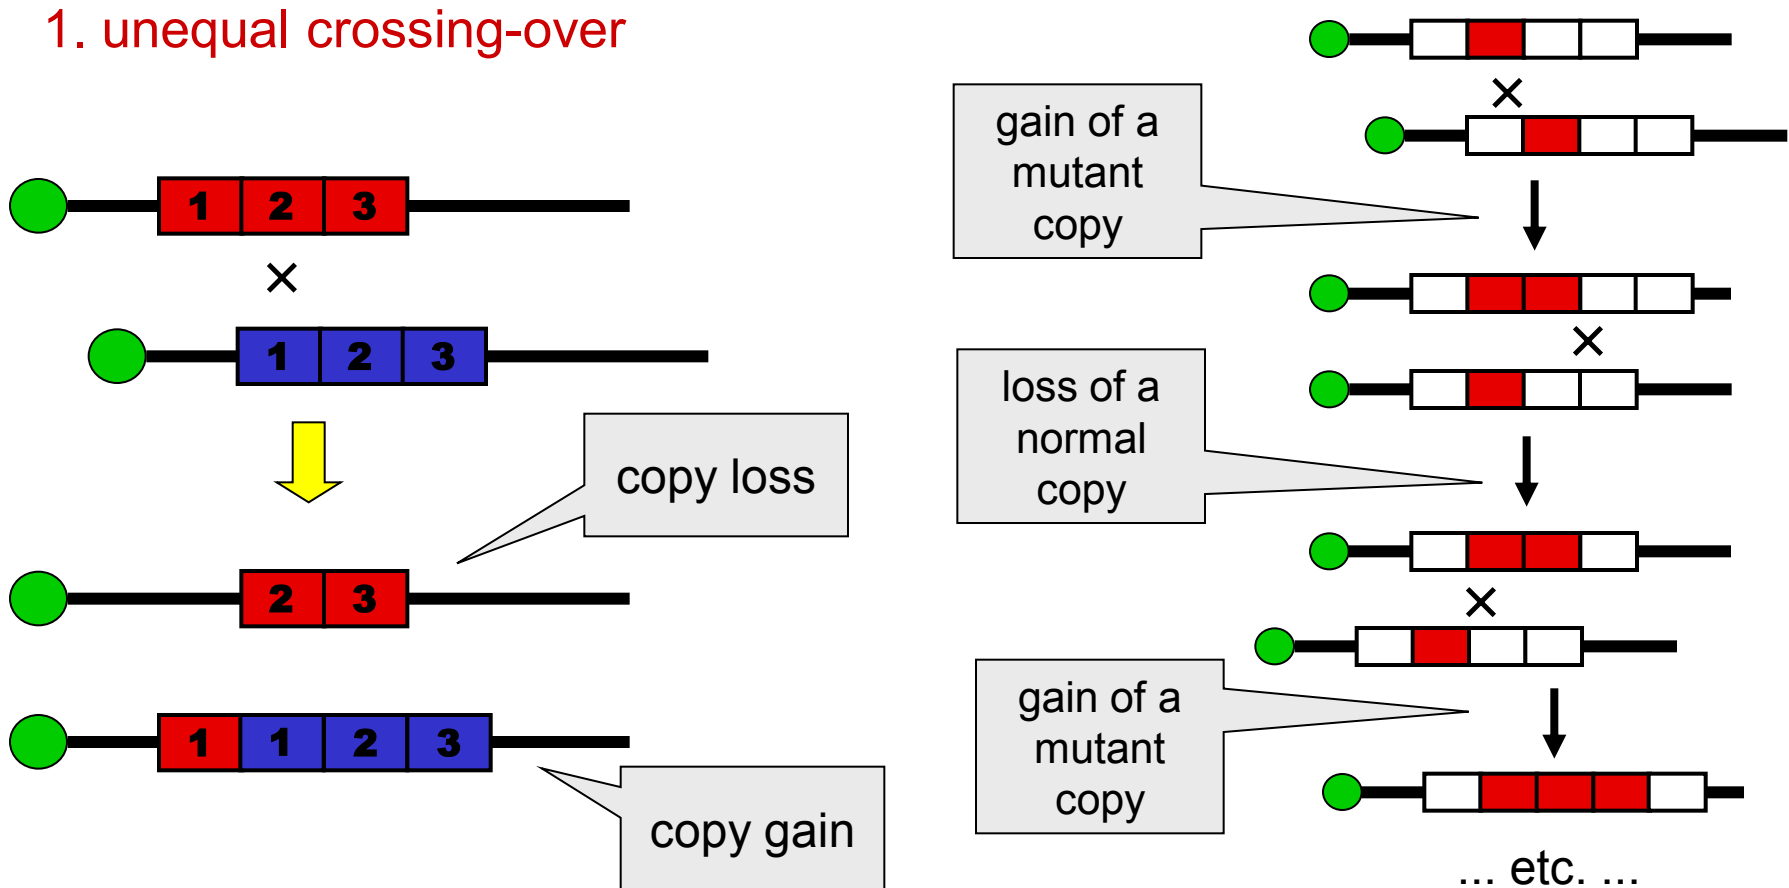 1. unequal crossing-over
1 2 3
×
1 2 3
copy loss
2 3
1 1 2 3
copy gain
×
gain of a
mutant
copy
×
loss of a
normal
copy
×
gain of a
mutant
copy
... etc. ...